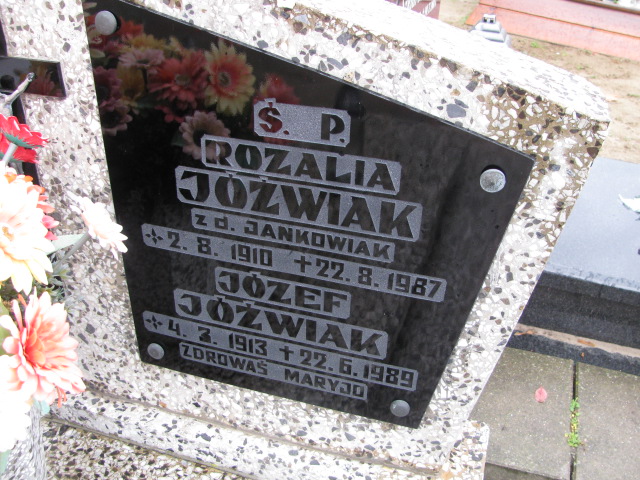 Ś. P.
ROZALIA
JÓŹWIAK
z d. JANKOWIAK
✢ 2. 8. 1910 ✝ 22. 8. 1987
JÓZEF
JÓŹWIAK
✢ 4. 3. 1913 ✝ 22. 6. 1989
ZDROWAŚ MARYJO